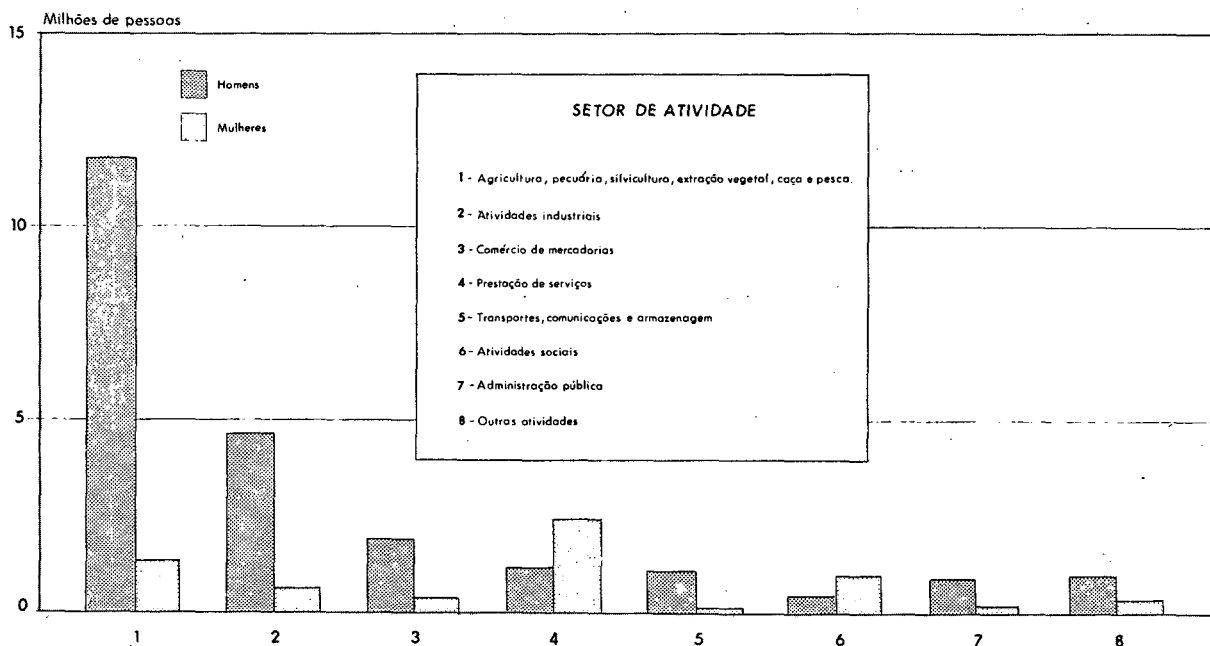 Milhões de pessoas
15
10
5
0
Homens
Mulheres
SETOR DE ATIVIDADE
1 - Agricultura, pecuária, silvicultura, extração vegetal, caça e pesca.
2 - Atividades industriais
3 - Comércio de mercadorias
4 - Prestação de serviços
5 - Transportes, comunicações e armazenagem
6 - Atividades sociais
7 - Administração pública
8 - Outras atividades
1 2 3 4 5 6 7 8